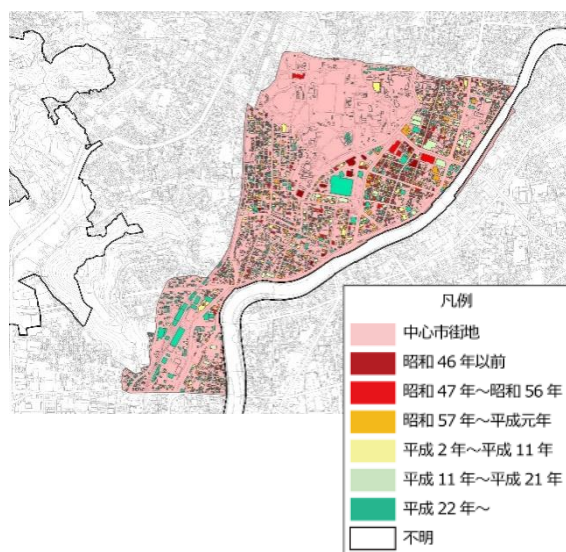 凡例
中心市街地
昭和 46 年以前
昭和 47 年～昭和 56 年
昭和 57 年～平成元年
平成 2 年～平成 11 年
平成 11 年～平成 21 年
平成 22 年～
不明